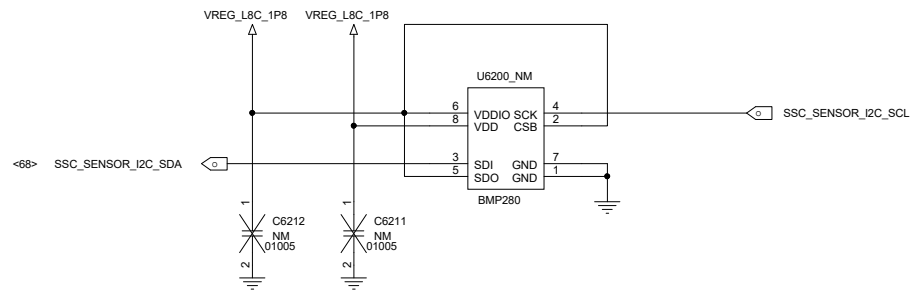 VREG_L8C_1P8 VREG_L8C_1P8
U6200_NM
6 VDDIO SCK 4
8 VDD CSB 2
SSC_SENSOR_I2C_SCL
<68> SSC_SENSOR_I2C_SDA
3 SDI GND 7
5 SDO GND 1
BMP280
1 1
C6212 C6211
NM NM
01005 01005
2 2